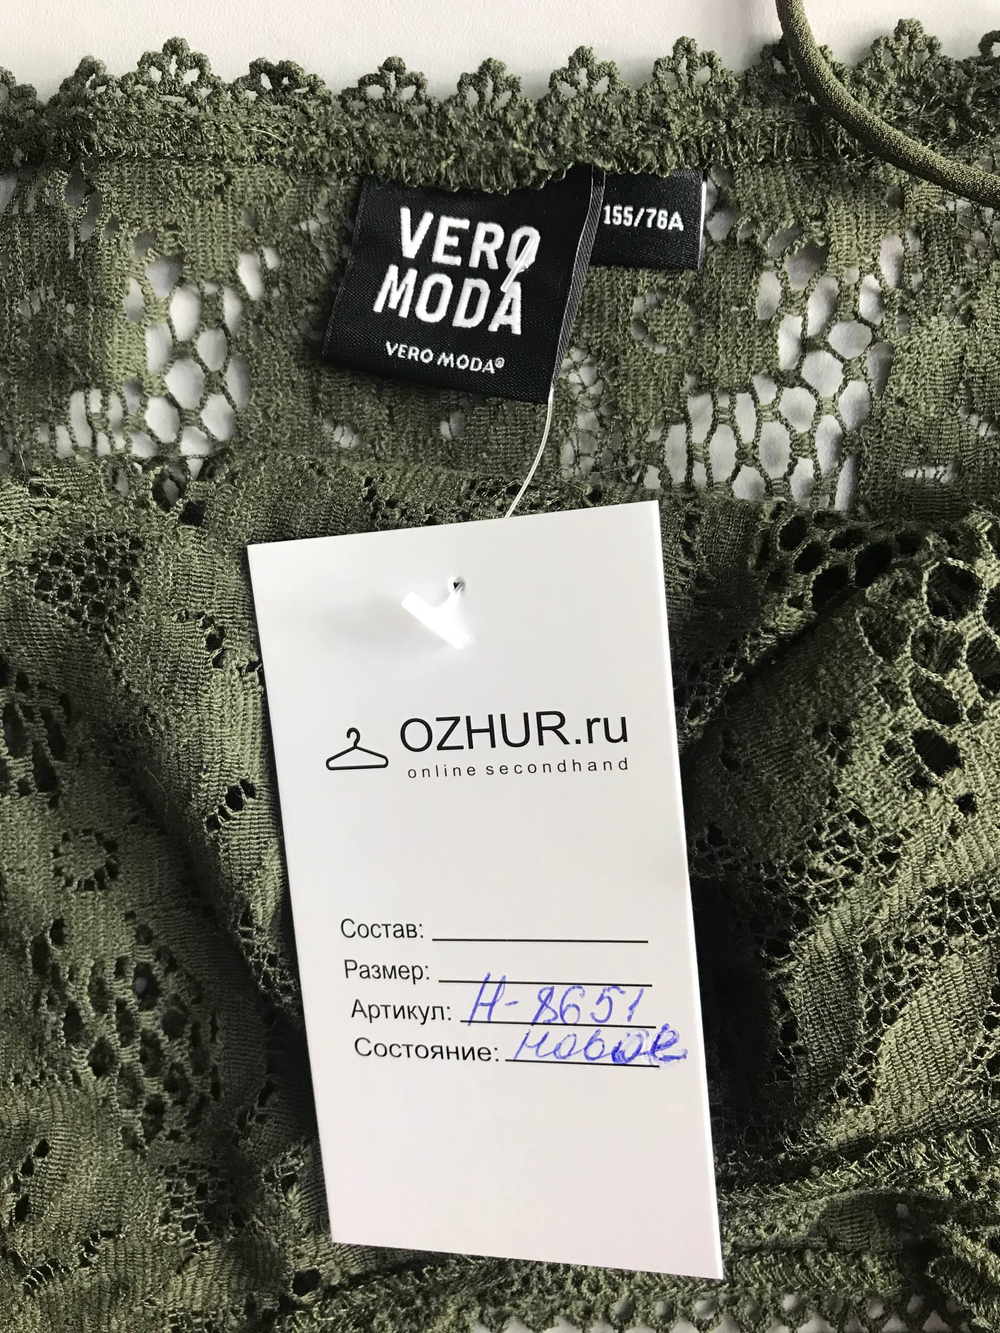 VERO
MODA
VERO MODA®
155/76A
OZHUR.ru
online secondhand
Состав:
Размер:
Артикул: Н-8651
Состояние: новое